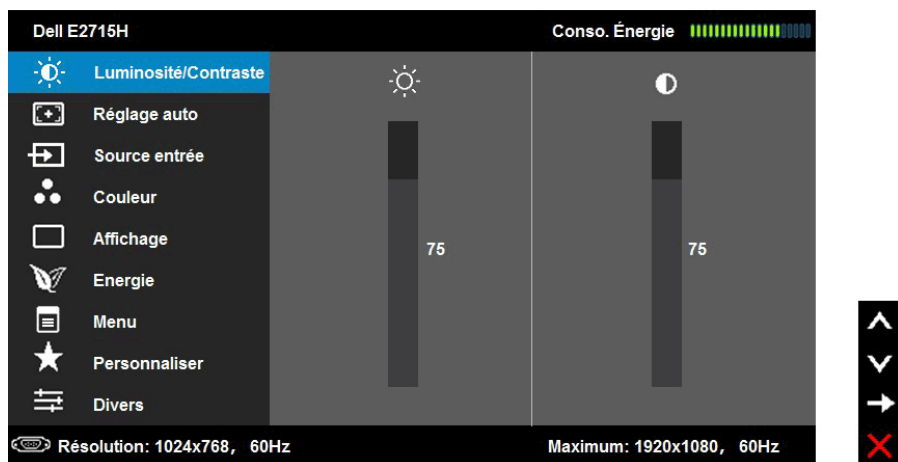 Dell E2715H
Conso. Énergie
Luminosité/Contraste
Réglage auto
Source entrée
Couleur
Affichage
75
75
Energie
Menu
Personnaliser
Divers
Résolution: 1024x768, 60Hz
Maximum: 1920x1080, 60Hz